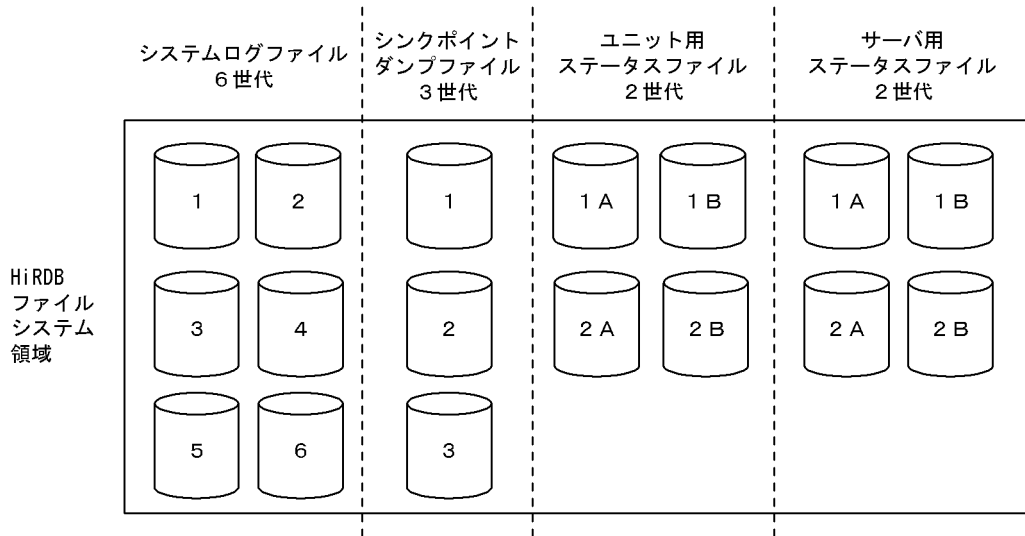 システムログファイル
６世代
シンクポイント
ダンプファイル
３世代
ユニット用
ステータスファイル
２世代
サーバ用
ステータスファイル
２世代
HiRDB
ファイル
システム
領域
1 2
3 4
5 6
1
2
3
1A 1B
2A 2B
1A 1B
2A 2B